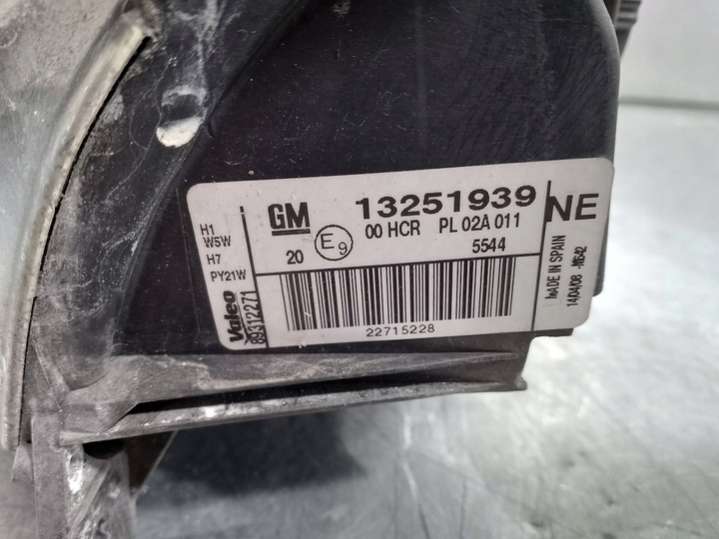 H1
W5W
H7
PY21W
Valeo
89312271
GM 13251939
20 E9 00 HCR PL 02A 011
5544
22715228
NE
MADE IN SPAIN